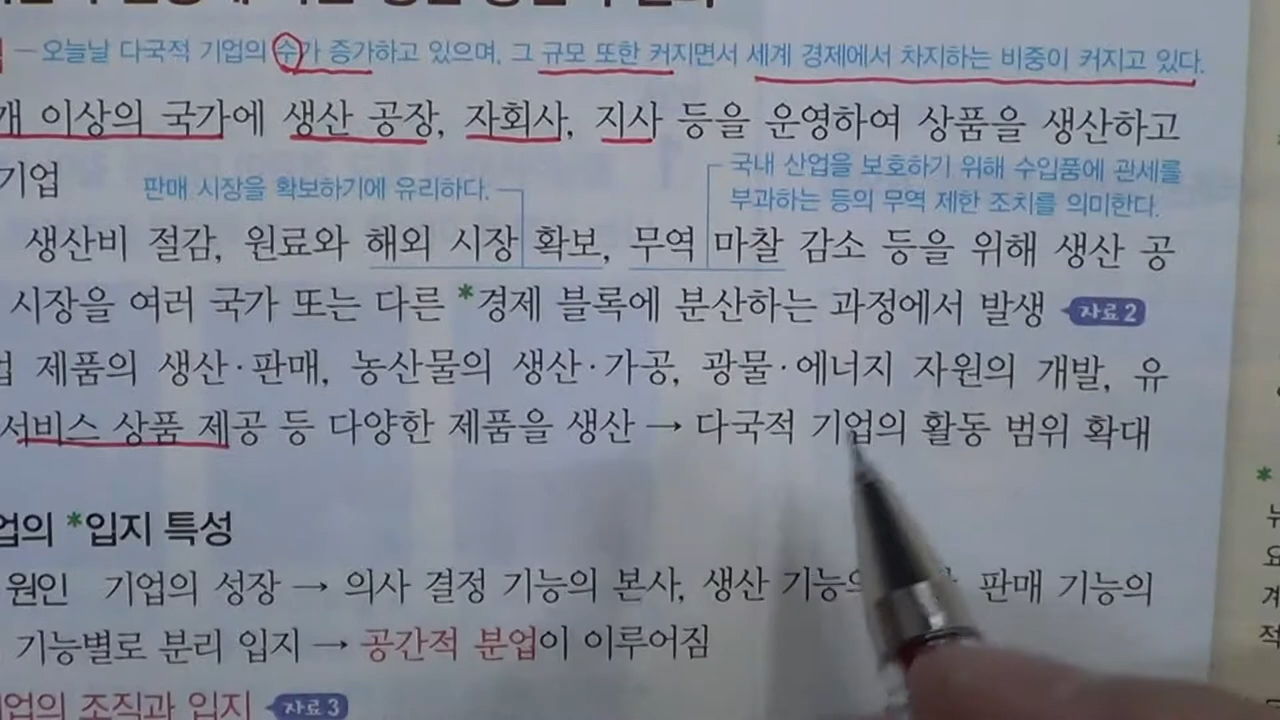 오늘날 다국적 기업의 수가 증가하고 있으며, 그 규모 또한 커지면서 세계 경제에서 차지하는 비중이 커지고 있다.
개 이상의 국가에 생산 공장, 자회사, 지사 등을 운영하여 상품을 생산하고
국내 산업을 보호하기 위해 수입품에 관세를
기업 판매 시장을 확보하기에 유리하다.
부과하는 등의 무역 제한 조치를 의미한다.
생산비 절감, 원료와 해외 시장 확보, 무역 마찰 감소 등을 위해 생산 공
시장을 여러 국가 또는 다른 *경제 블록에 분산하는 과정에서 발생 자료2
제품의 생산·판매, 농산물의 생산·가공, 광물·에너지 자원의 개발, 유
서비스 상품 제공 등 다양한 제품을 생산 → 다국적 기업의 활동 범위 확대
업의 *입지 특성
원인 기업의 성장 → 의사 결정 기능의 본사, 생산 기능의 판매 기능의
기능별로 분리 입지 → 공간적 분업이 이루어짐
업의 조직과 입지 자료3